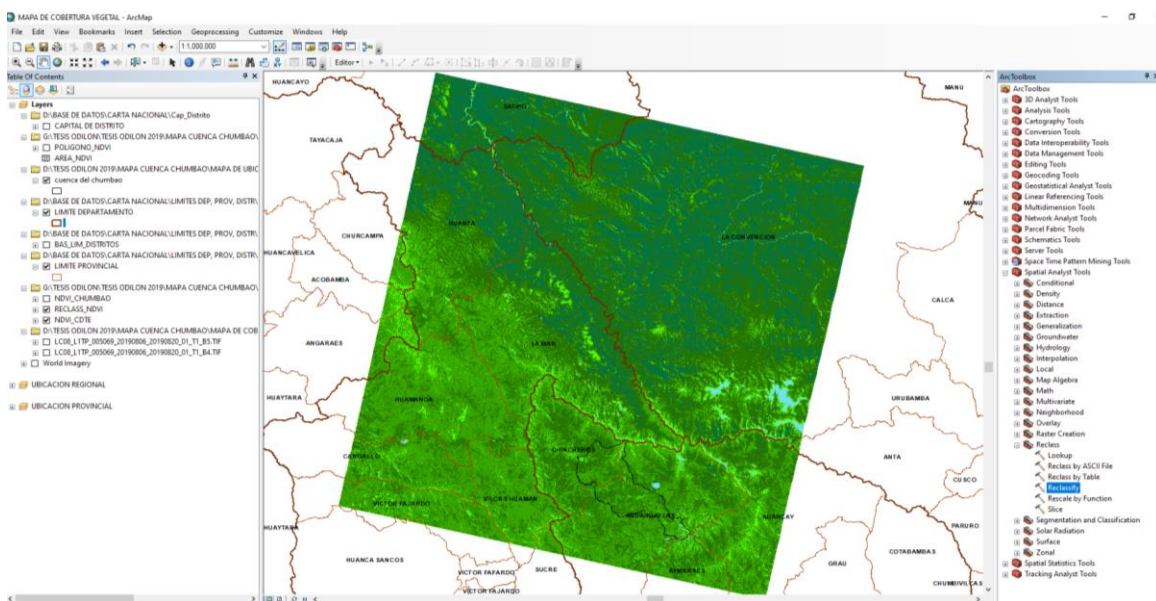 MAPA DE COBERTURA VEGETAL - ArcMap
File Edit View Bookmarks Insert Selection Geoprocessing Customize Windows Help
1:1,000,000
Editor
Table Of Contents
Layers
D:\BASE DE DATOS\CARTA NACIONAL\Cap_Distrito
CAPITAL DE DISTRITO
G:\TESIS ODILON\TESIS ODILON 2019\MAPA CUENCA CHUMBAO\
POLIGONO_NDVI
AREA_NDVI
D:\TESIS ODILON 2019\MAPA CUENCA CHUMBAO\MAPA DE UBIC
cuenca del chumbao
D:\BASE DE DATOS\CARTA NACIONAL\LIMITES DEP, PROV, DISTR\
LIMITE DEPARTAMENTO
D:\BASE DE DATOS\CARTA NACIONAL\LIMITES DEP, PROV, DISTR\
BAS_LIM_DISTRITOS
D:\BASE DE DATOS\CARTA NACIONAL\LIMITES DEP, PROV, DISTR\
LIMITE PROVINCIAL
G:\TESIS ODILON\TESIS ODILON 2019\MAPA CUENCA CHUMBAO\
NDVI_CHUMBAO
RECLASS_NDVI
NDVI_CDTE
D:\TESIS ODILON 2019\MAPA CUENCA CHUMBAO\MAPA DE COB
LC08_L1TP_005069_20190806_20190820_01_T1_B5.TIF
LC08_L1TP_005069_20190806_20190820_01_T1_B4.TIF
World Imagery
UBICACION REGIONAL
UBICACION PROVINCIAL
HUANCAYO
SATIPO
MANU
TAYACAJA
MANU
HUANTA
LA CONVENCION
CHURCAMPA
HUANCAVELICA
ACOBAMBA
CALCA
ANGARAES
LA MAR
HUAYTARA
HUAMANGA
URUBAMBA
CHINCHEROS
CANGALLO
ANTA
CUSCO
VICTOR FAJARDO
VILCAS HUAMAN
HUAYTARA
ABANCAY
PARURO
COTABAMBAS
HUANCA SANCOS
SUCRE
AYMARAES
GRAU
VICTOR FAFARDO
VICTOR FAJARDO
CHUMBIVILCAS
ArcToolbox
ArcToolbox
3D Analyst Tools
Analysis Tools
Cartography Tools
Conversion Tools
Data Interoperability Tools
Data Management Tools
Editing Tools
Geocoding Tools
Geostatistical Analyst Tools
Linear Referencing Tools
Multidimension Tools
Network Analyst Tools
Parcel Fabric Tools
Schematics Tools
Server Tools
Space Time Pattern Mining Tools
Spatial Analyst Tools
Conditional
Density
Distance
Extraction
Generalization
Groundwater
Hydrology
Interpolation
Local
Map Algebra
Math
Multivariate
Neighborhood
Overlay
Raster Creation
Reclass
Lookup
Reclass by ASCII File
Reclass by Table
Reclassify
Rescale by Function
Slice
Segmentation and Classification
Solar Radiation
Surface
Zonal
Spatial Statistics Tools
Tracking Analyst Tools